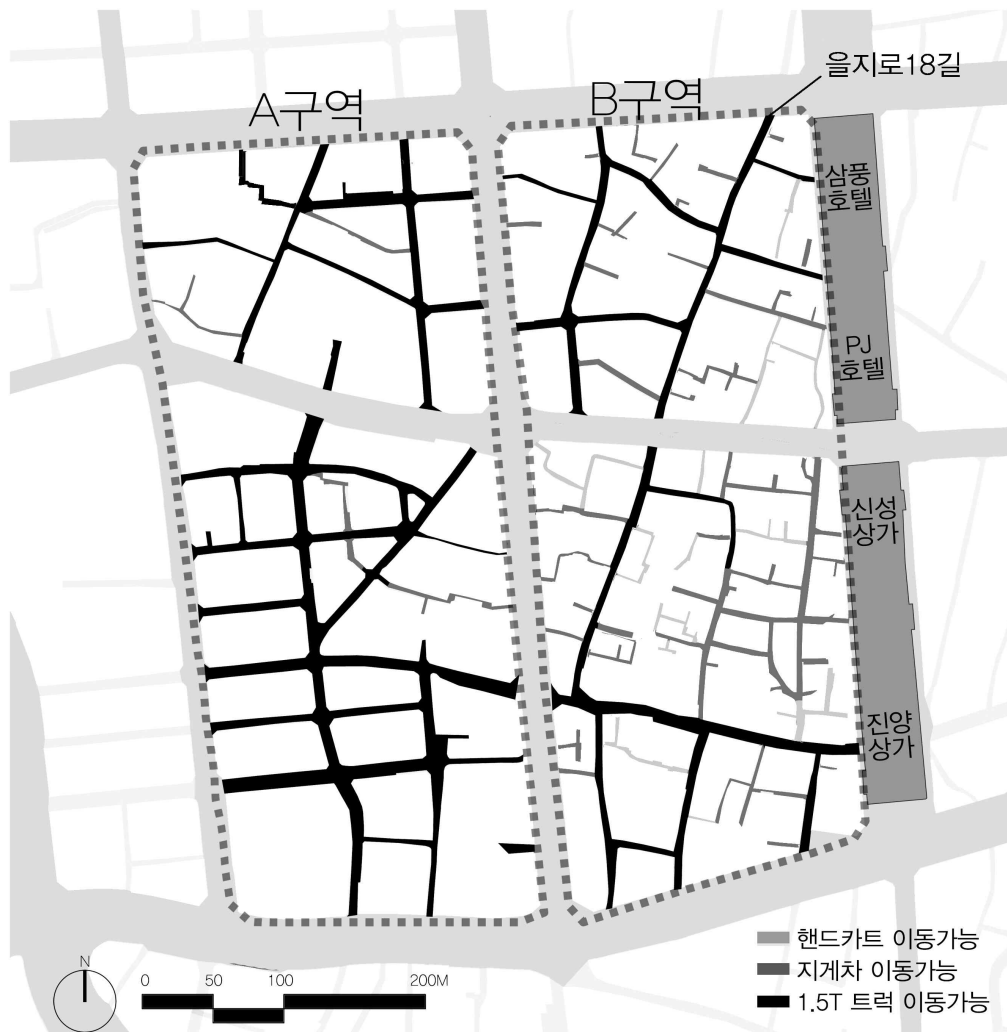 을지로18길
A구역
B구역
삼풍
호텔
PJ
호텔
신성
상가
진양
상가
핸드카트 이동가능
지게차 이동가능
1.5T 트럭 이동가능
N
0
50
100
200M